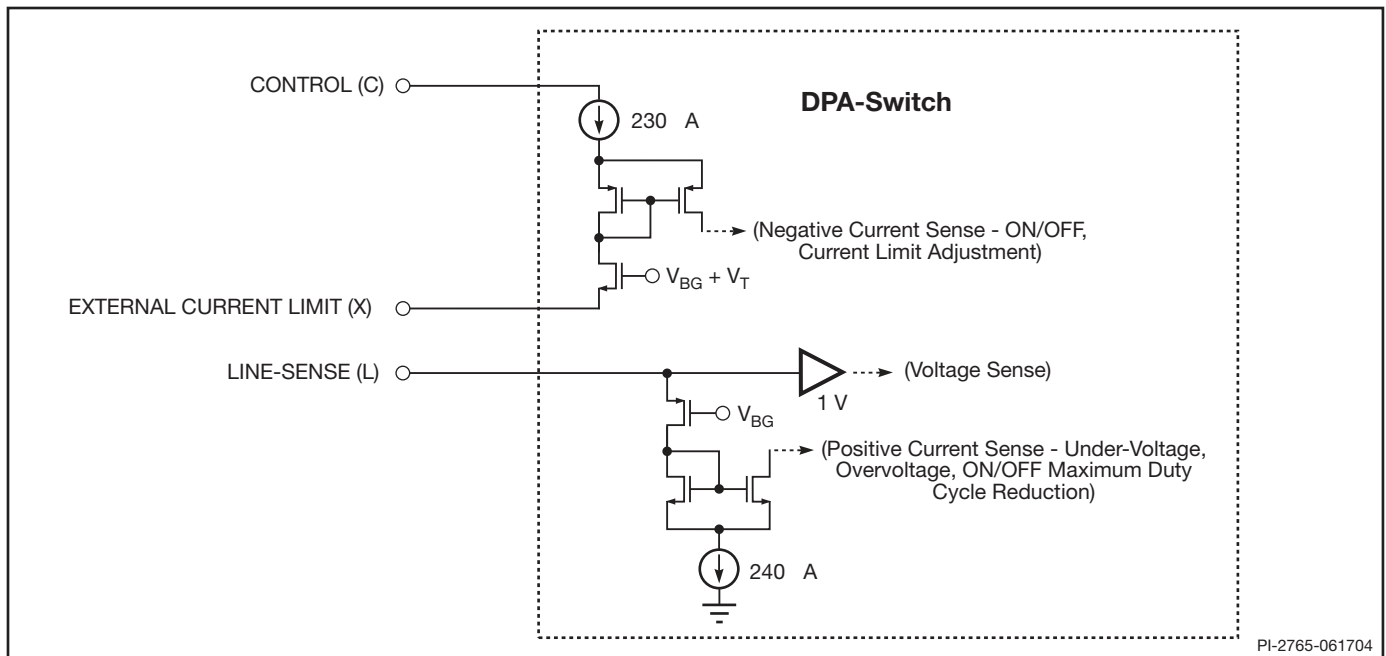 CONTROL (C)
DPA-Switch
230 A
(Negative Current Sense - ON/OFF,
Current Limit Adjustment)
V_BG + V_T
EXTERNAL CURRENT LIMIT (X)
LINE-SENSE (L)
(Voltage Sense)
1 V
V_BG
(Positive Current Sense - Under-Voltage,
Overvoltage, ON/OFF Maximum Duty
Cycle Reduction)
240 A
PI-2765-061704